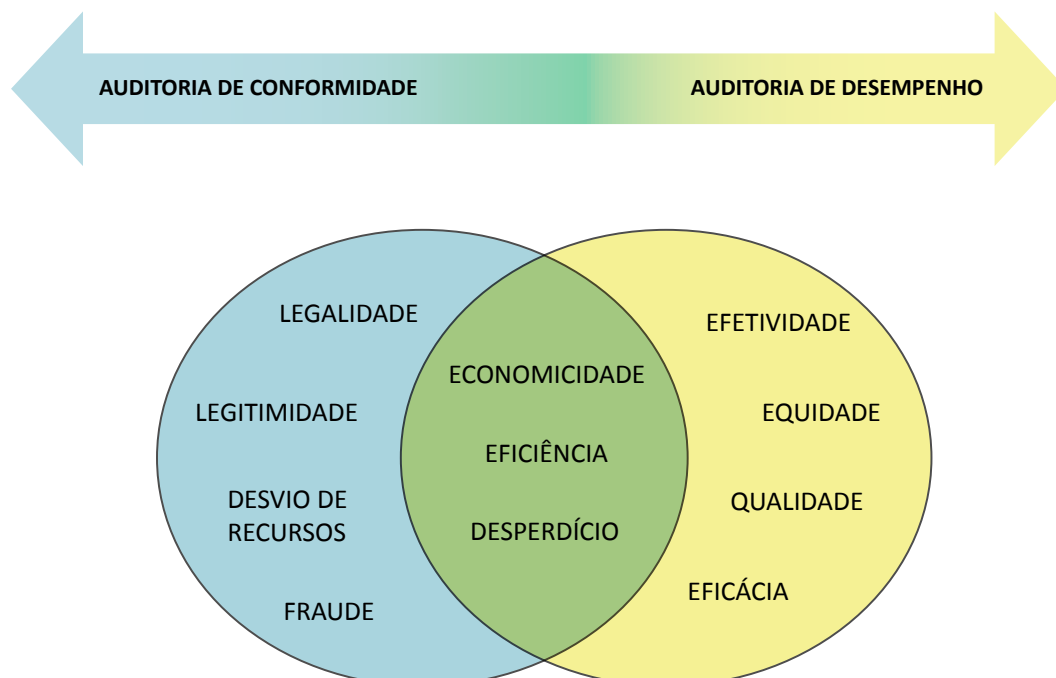 AUDITORIA DE CONFORMIDADE
AUDITORIA DE DESEMPENHO
LEGALIDADE
LEGITIMIDADE
DESVIO DE
RECURSOS
FRAUDE
ECONOMICIDADE
EFICIÊNCIA
DESPERDÍCIO
EFETIVIDADE
EQUIDADE
QUALIDADE
EFICÁCIA